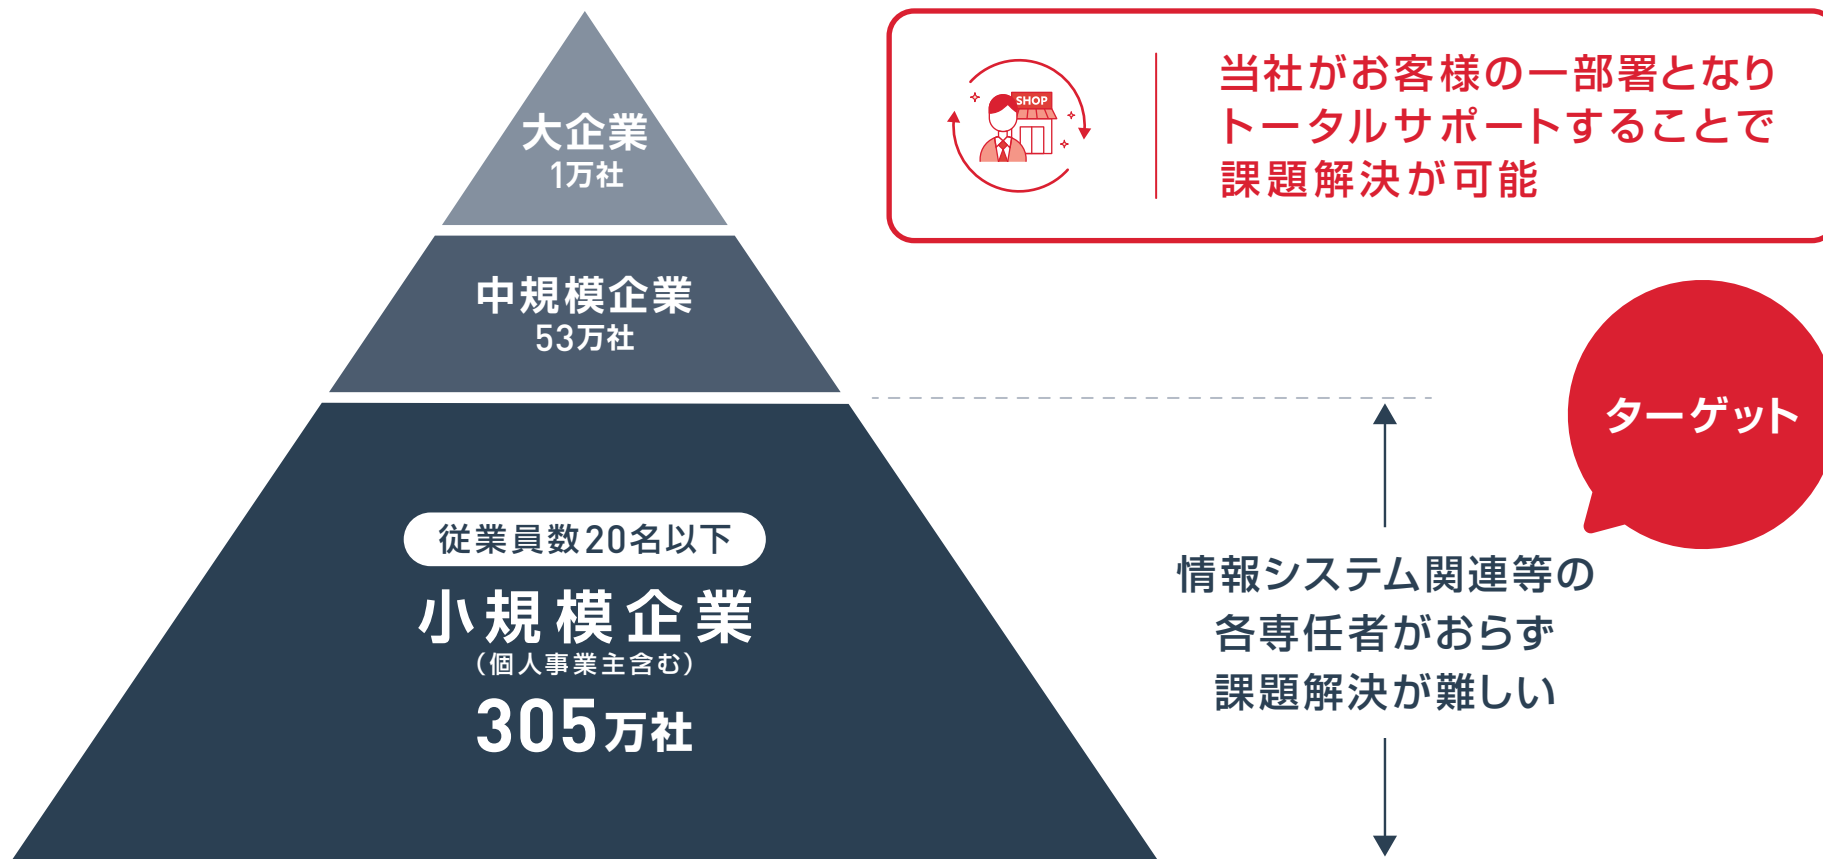 大企業
1万社
中規模企業
53万社
従業員数20名以下
小規模企業
（個人事業主含む）
305万社
SHOP
当社がお客様の一部署となり
トータルサポートすることで
課題解決が可能
ターゲット
情報システム関連等の
各専任者がおらず
課題解決が難しい